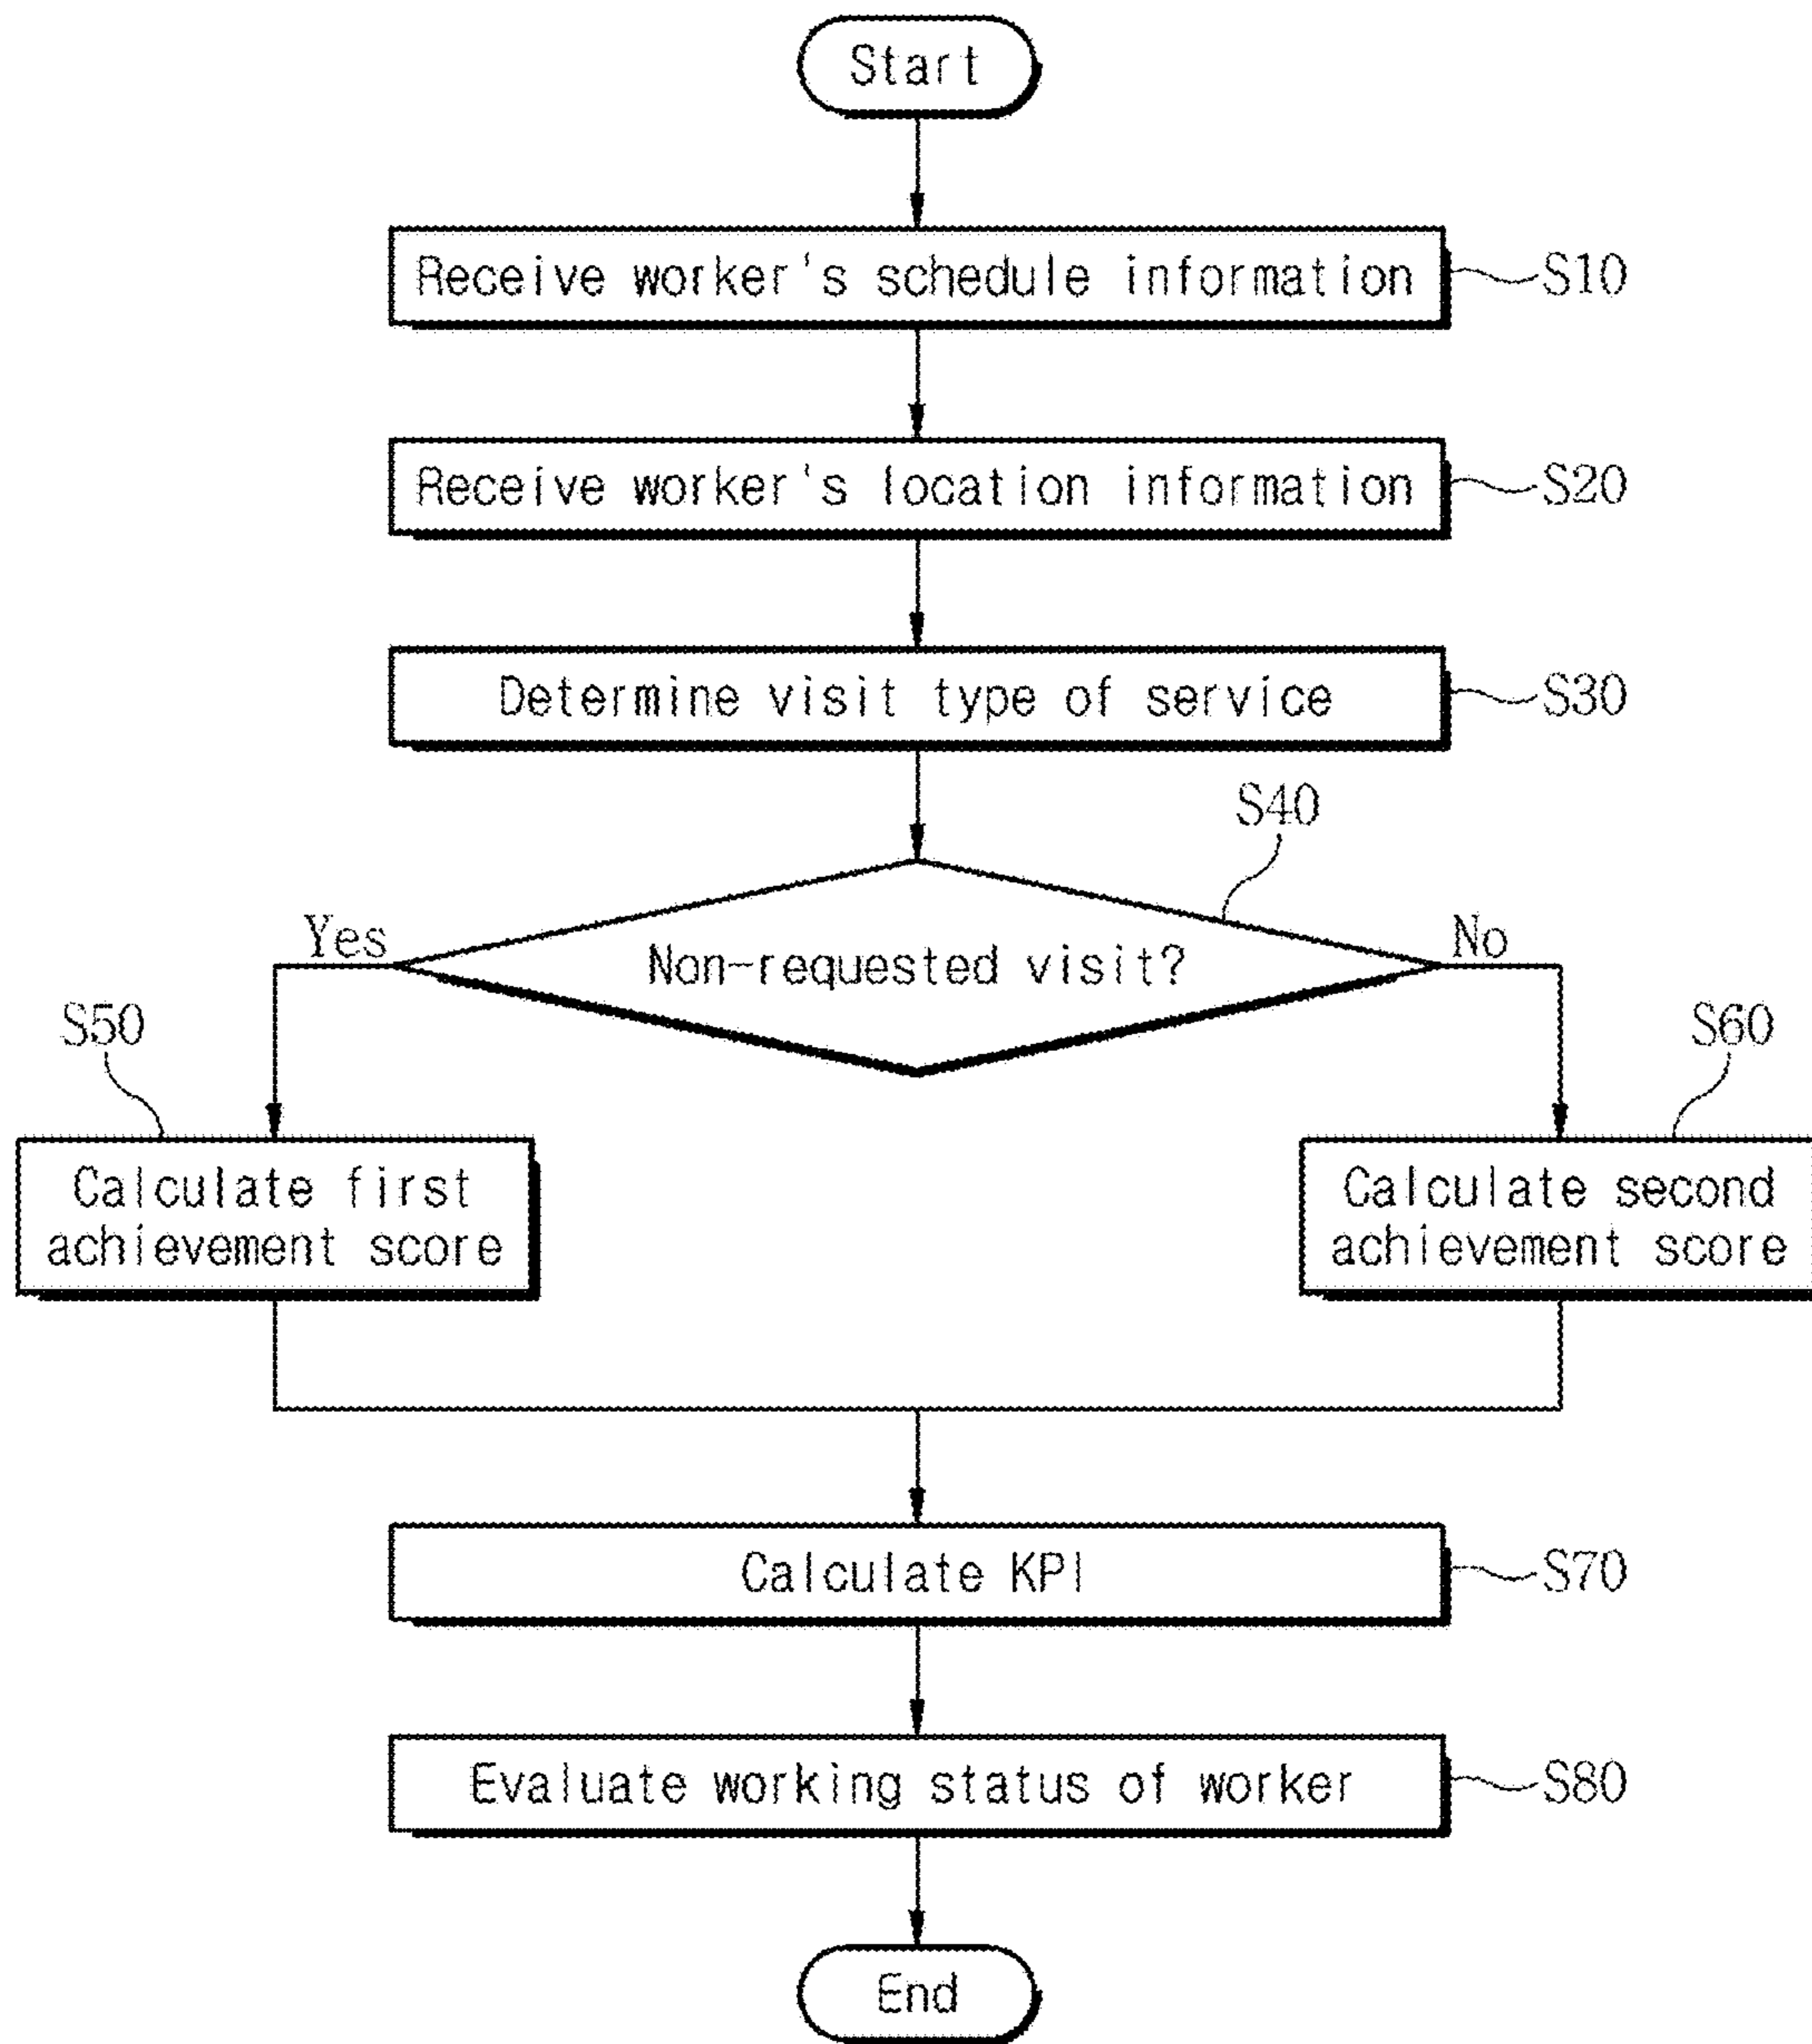 Start
Receive worker's schedule information
S10
Receive worker's location information
S20
Determine visit type of service
S30
S40
Yes
Non-requested visit?
No
S50
S60
Calculate first
achievement score
Calculate second
achievement score
Calculate KPI
S70
Evaluate working status of worker
S80
End